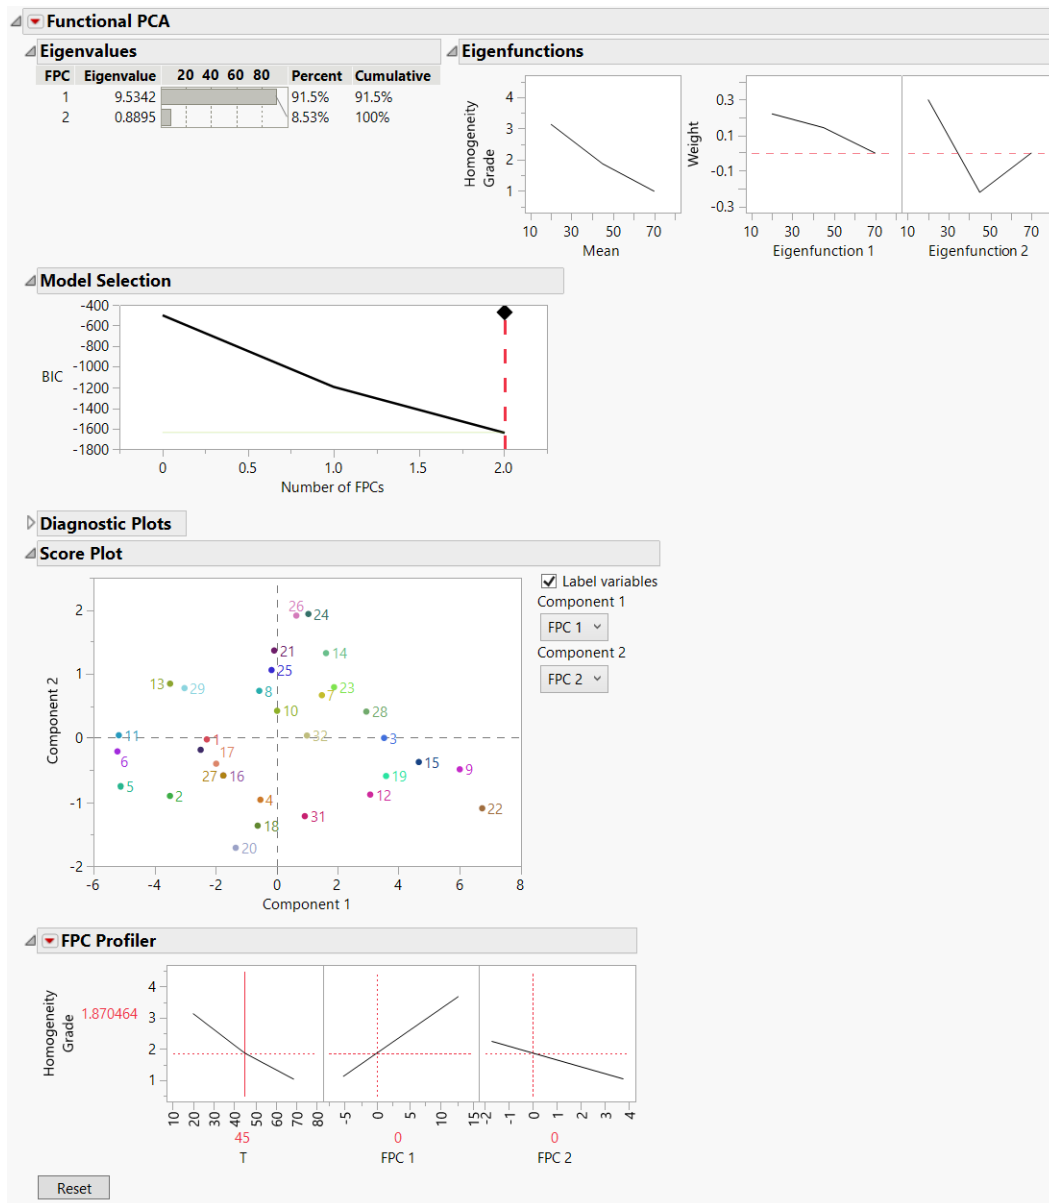 Functional PCA
Eigenvalues
FPC Eigenvalue 20 40 60 80 Percent Cumulative
1 9.5342 91.5% 91.5%
2 0.8895 8.53% 100%
Eigenfunctions
Homogeneity
Grade
4
3
2
1
10 30 50 70
Mean
Weight
0.3
0.1
-0.1
-0.3
10 30 50 70
Eigenfunction 1
10 30 50 70
Eigenfunction 2
Model Selection
BIC
-400
-600
-800
-1000
-1200
-1400
-1600
-1800
0 0.5 1.0 1.5 2.0
Number of FPCs
Diagnostic Plots
Score Plot
Label variables
Component 1
FPC 1
Component 2
FPC 2
Component 2
2
1
0
-1
-2
26 24
21 14
25
13 29 8 7 23
10 28
11 1 32 3
6 17 15
27 16 19 9
5 2 4 12
31 22
18
20
-6 -4 -2 0 2 4 6 8
Component 1
FPC Profiler
Homogeneity
Grade
1.870464
4
3
2
1
10 20 30 40 50 60 70 80
45
T
-5 0 5 10 15
0
FPC 1
-2 -1 0 1 2 3 4
0
FPC 2
Reset